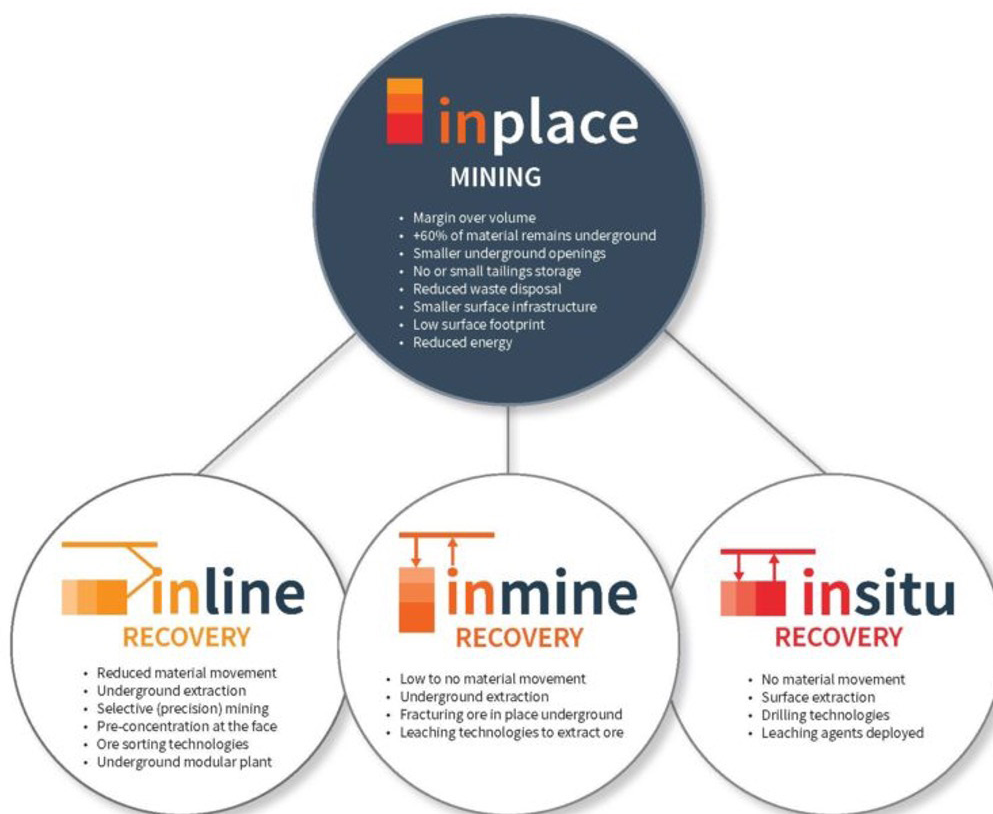 inplace
MINING
• Margin over volume
• +60% of material remains underground
• Smaller underground openings
• No or small tailings storage
• Reduced waste disposal
• Smaller surface infrastructure
• Low surface footprint
• Reduced energy
inline
RECOVERY
• Reduced material movement
• Underground extraction
• Selective (precision) mining
• Pre-concentration at the face
• Ore sorting technologies
• Underground modular plant
inmine
RECOVERY
• Low to no material movement
• Underground extraction
• Fracturing ore in place underground
• Leaching technologies to extract ore
insitu
RECOVERY
• No material movement
• Surface extraction
• Drilling technologies
• Leaching agents deployed